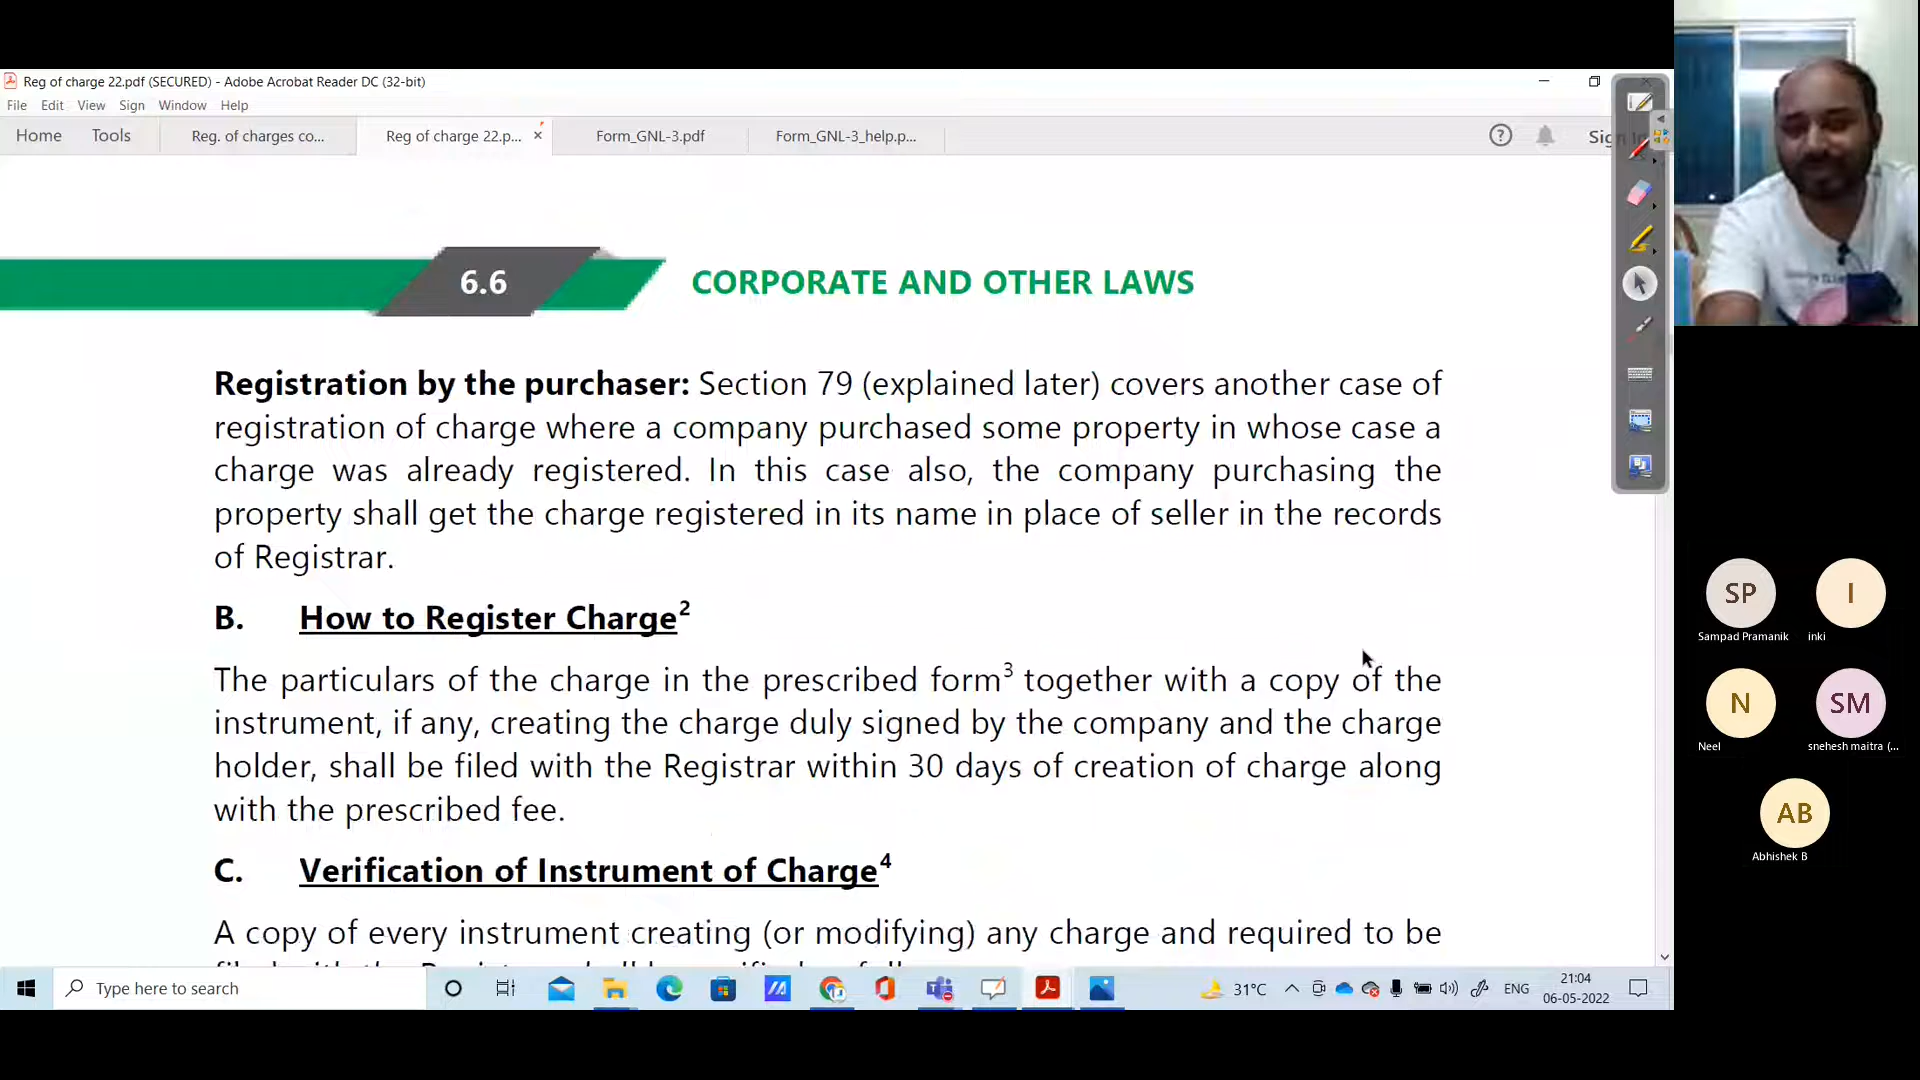 Reg of charge 22.pdf (SECURED) - Adobe Acrobat Reader DC (32-bit)
File Edit View Sign Window Help
Home Tools Reg. of charges co... Reg of charge 22.p... Form_GNL-3.pdf Form_GNL-3_help.p...
6.6 CORPORATE AND OTHER LAWS
Registration by the purchaser: Section 79 (explained later) covers another case of
registration of charge where a company purchased some property in whose case a
charge was already registered. In this case also, the company purchasing the
property shall get the charge registered in its name in place of seller in the records
of Registrar.
B. How to Register Charge2
The particulars of the charge in the prescribed form3 together with a copy of the
instrument, if any, creating the charge duly signed by the company and the charge
holder, shall be filed with the Registrar within 30 days of creation of charge along
with the prescribed fee.
C. Verification of Instrument of Charge4
A copy of every instrument creating (or modifying) any charge and required to be
Type here to search
31°C
ENG
21:04
06-05-2022
SP
Sampad Pramanik
I
inki
N
Neel
SM
snehesh maitra (...
AB
Abhishek B